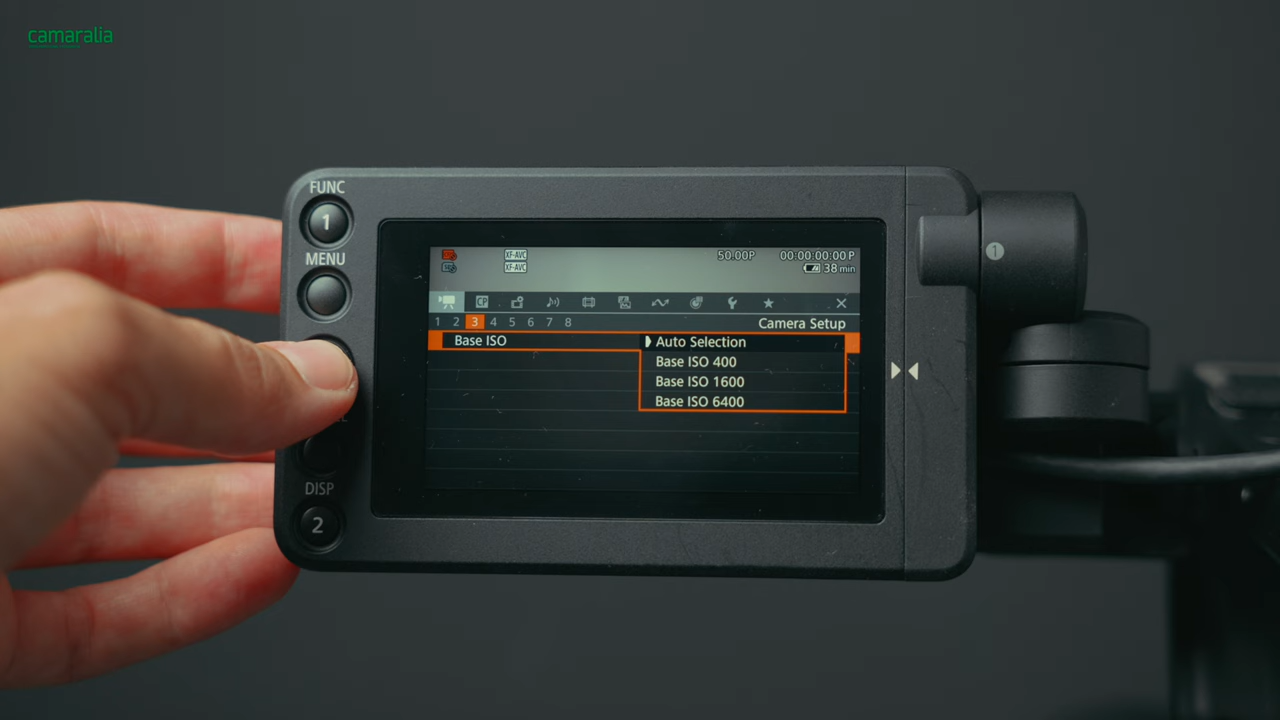 camaralia
FUNC
1
MENU
DISP
2
XF-AVC
XF-AVC
50.00P
00:00:00:00P
38 min
CP
1 2 3 4 5 6 7 8
Camera Setup
Base ISO
Auto Selection
Base ISO 400
Base ISO 1600
Base ISO 6400
1